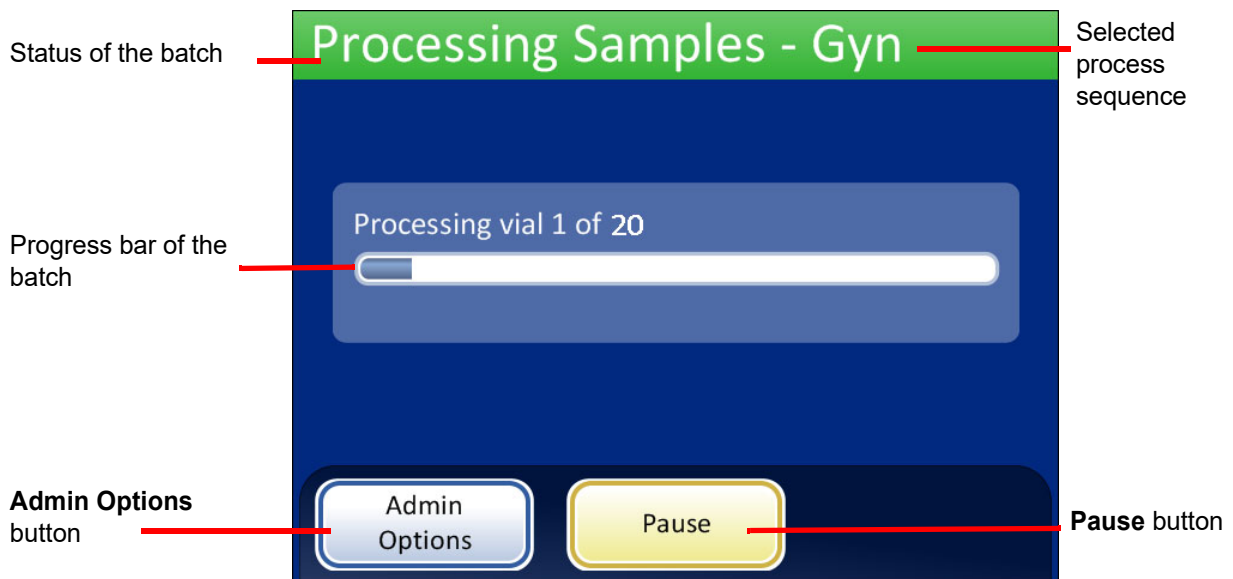 Status of the batch
Processing Samples - Gyn
Selected
process
sequence
Processing vial 1 of 20
Progress bar of the
batch
Admin Options
button
Admin
Options
Pause
Pause button